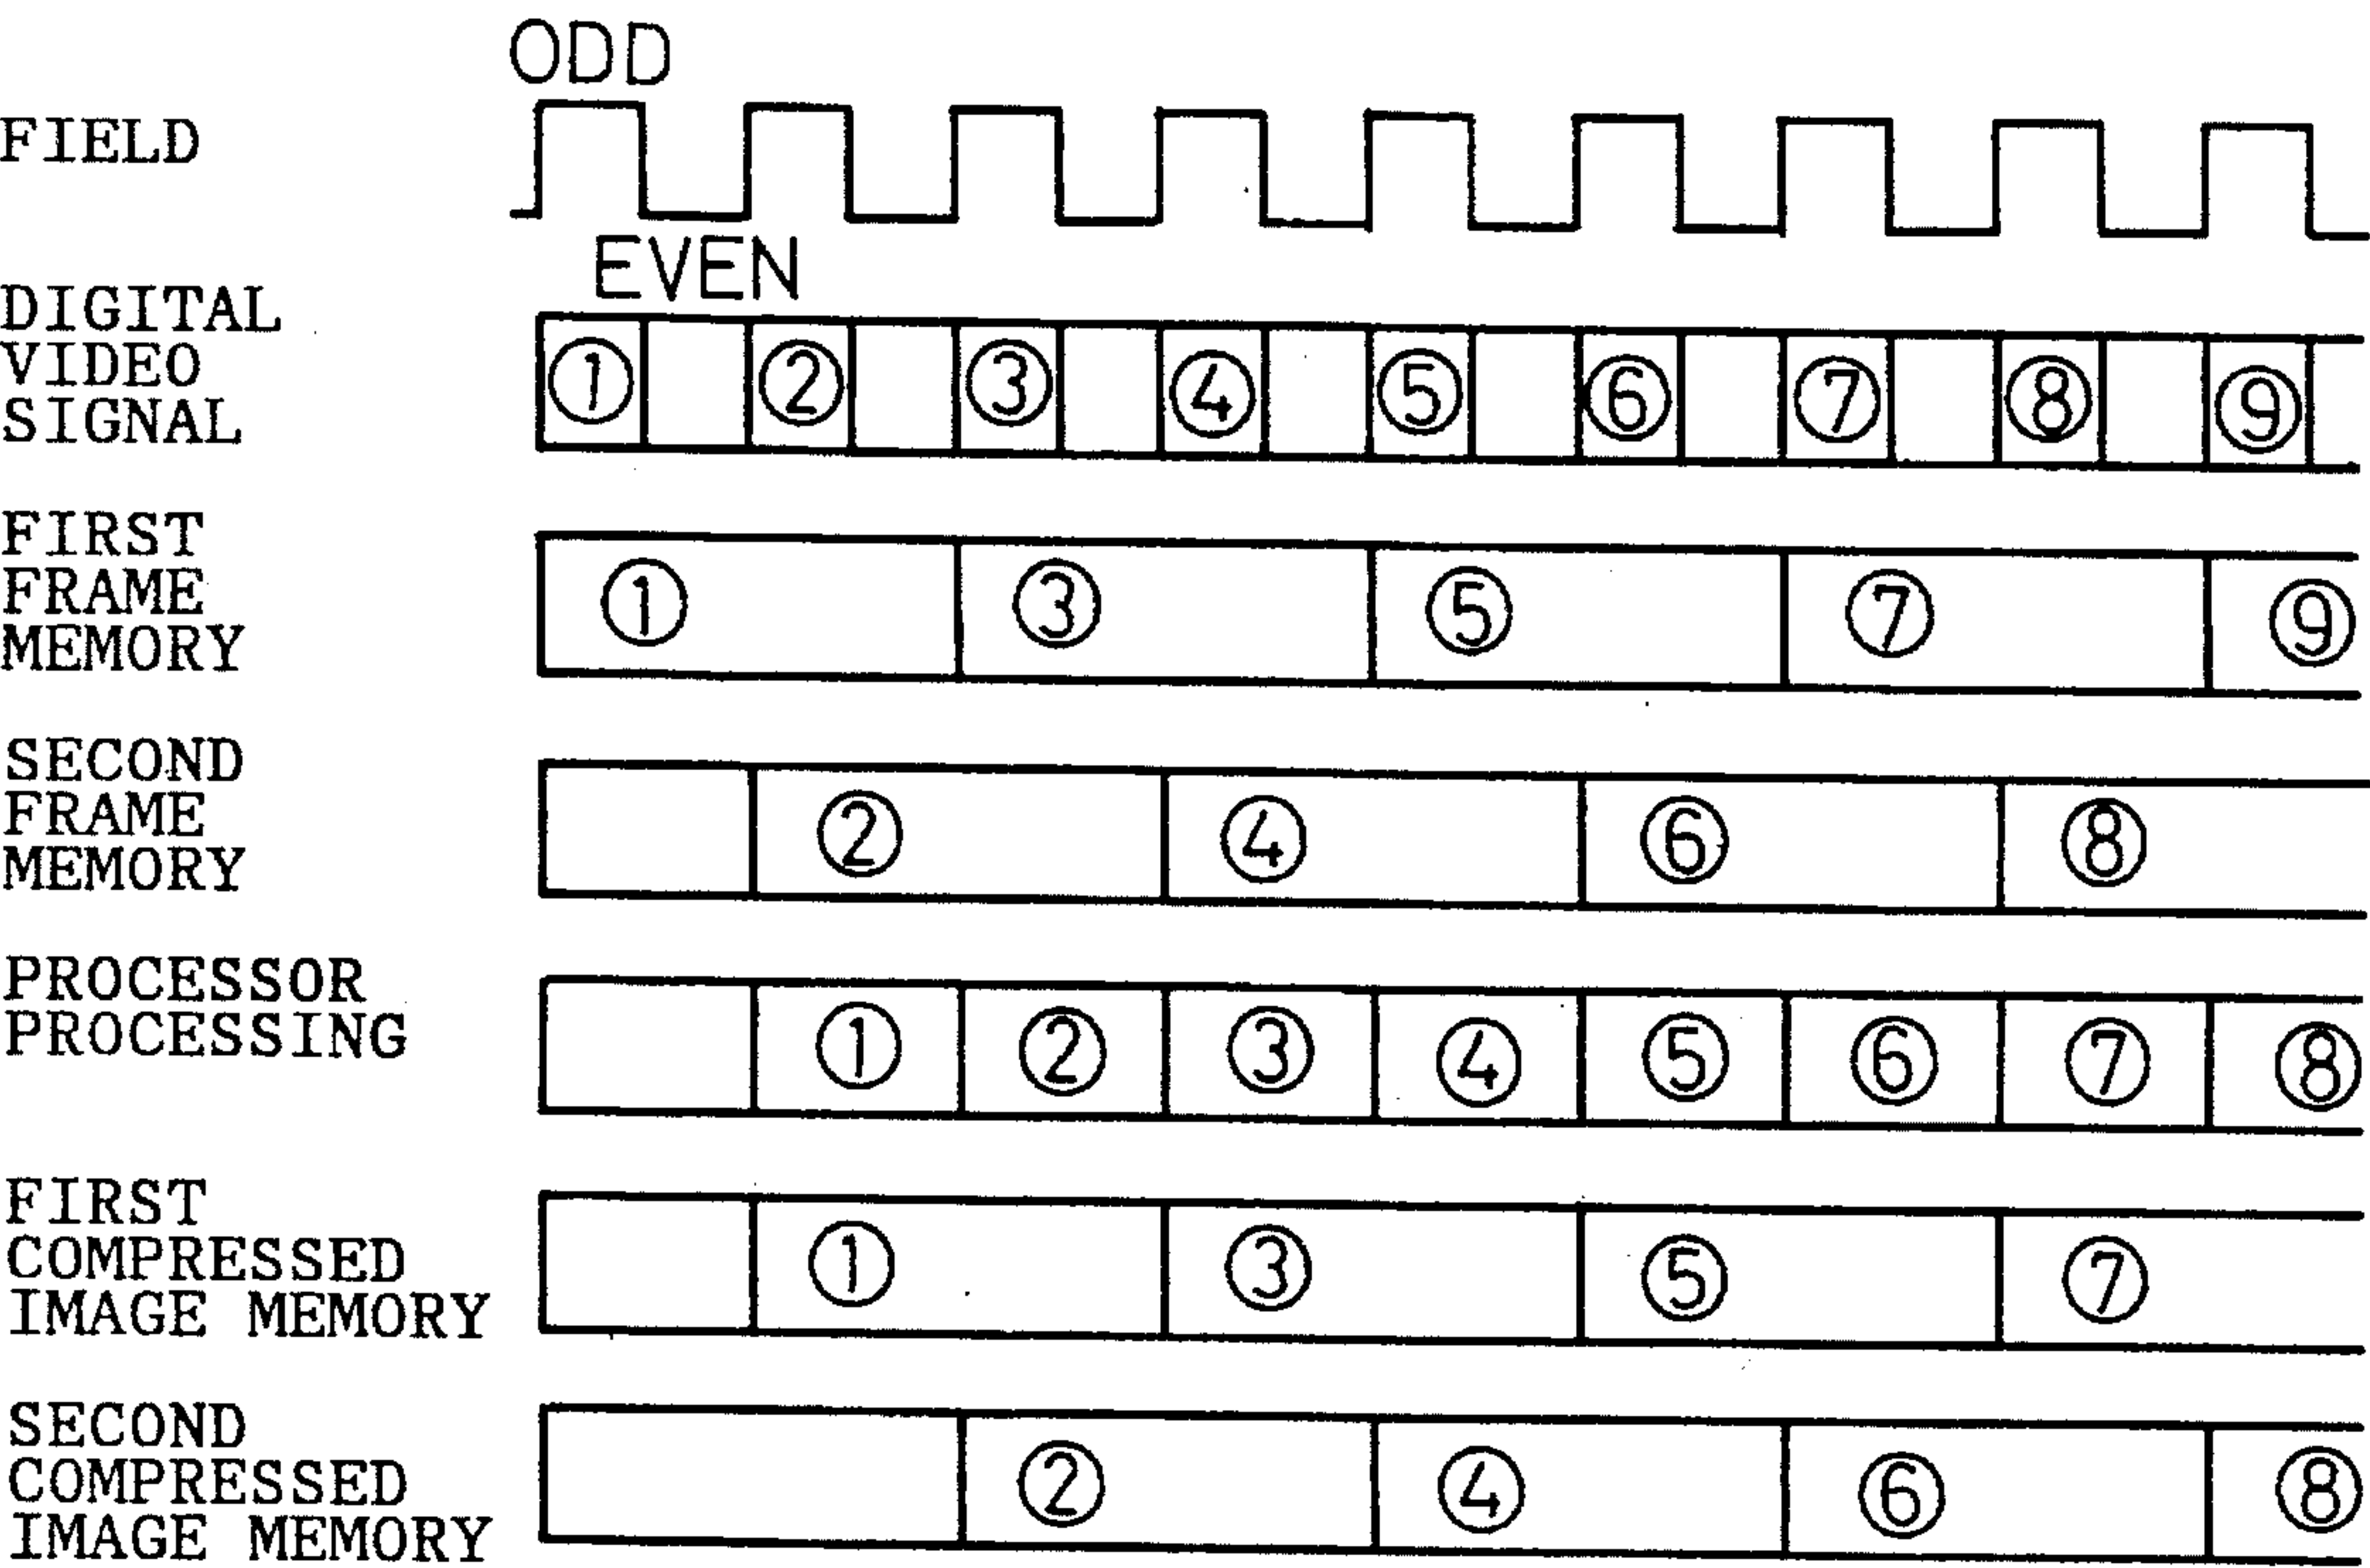 ODD
FIELD
EVEN
DIGITAL
VIDEO
SIGNAL
① ② ③ ④ ⑤ ⑥ ⑦ ⑧ ⑨
FIRST
FRAME
MEMORY
① ③ ⑤ ⑦ ⑨
SECOND
FRAME
MEMORY
② ④ ⑥ ⑧
PROCESSOR
PROCESSING
① ② ③ ④ ⑤ ⑥ ⑦ ⑧
FIRST
COMPRESSED
IMAGE MEMORY
① ③ ⑤ ⑦
SECOND
COMPRESSED
IMAGE MEMORY
② ④ ⑥ ⑧